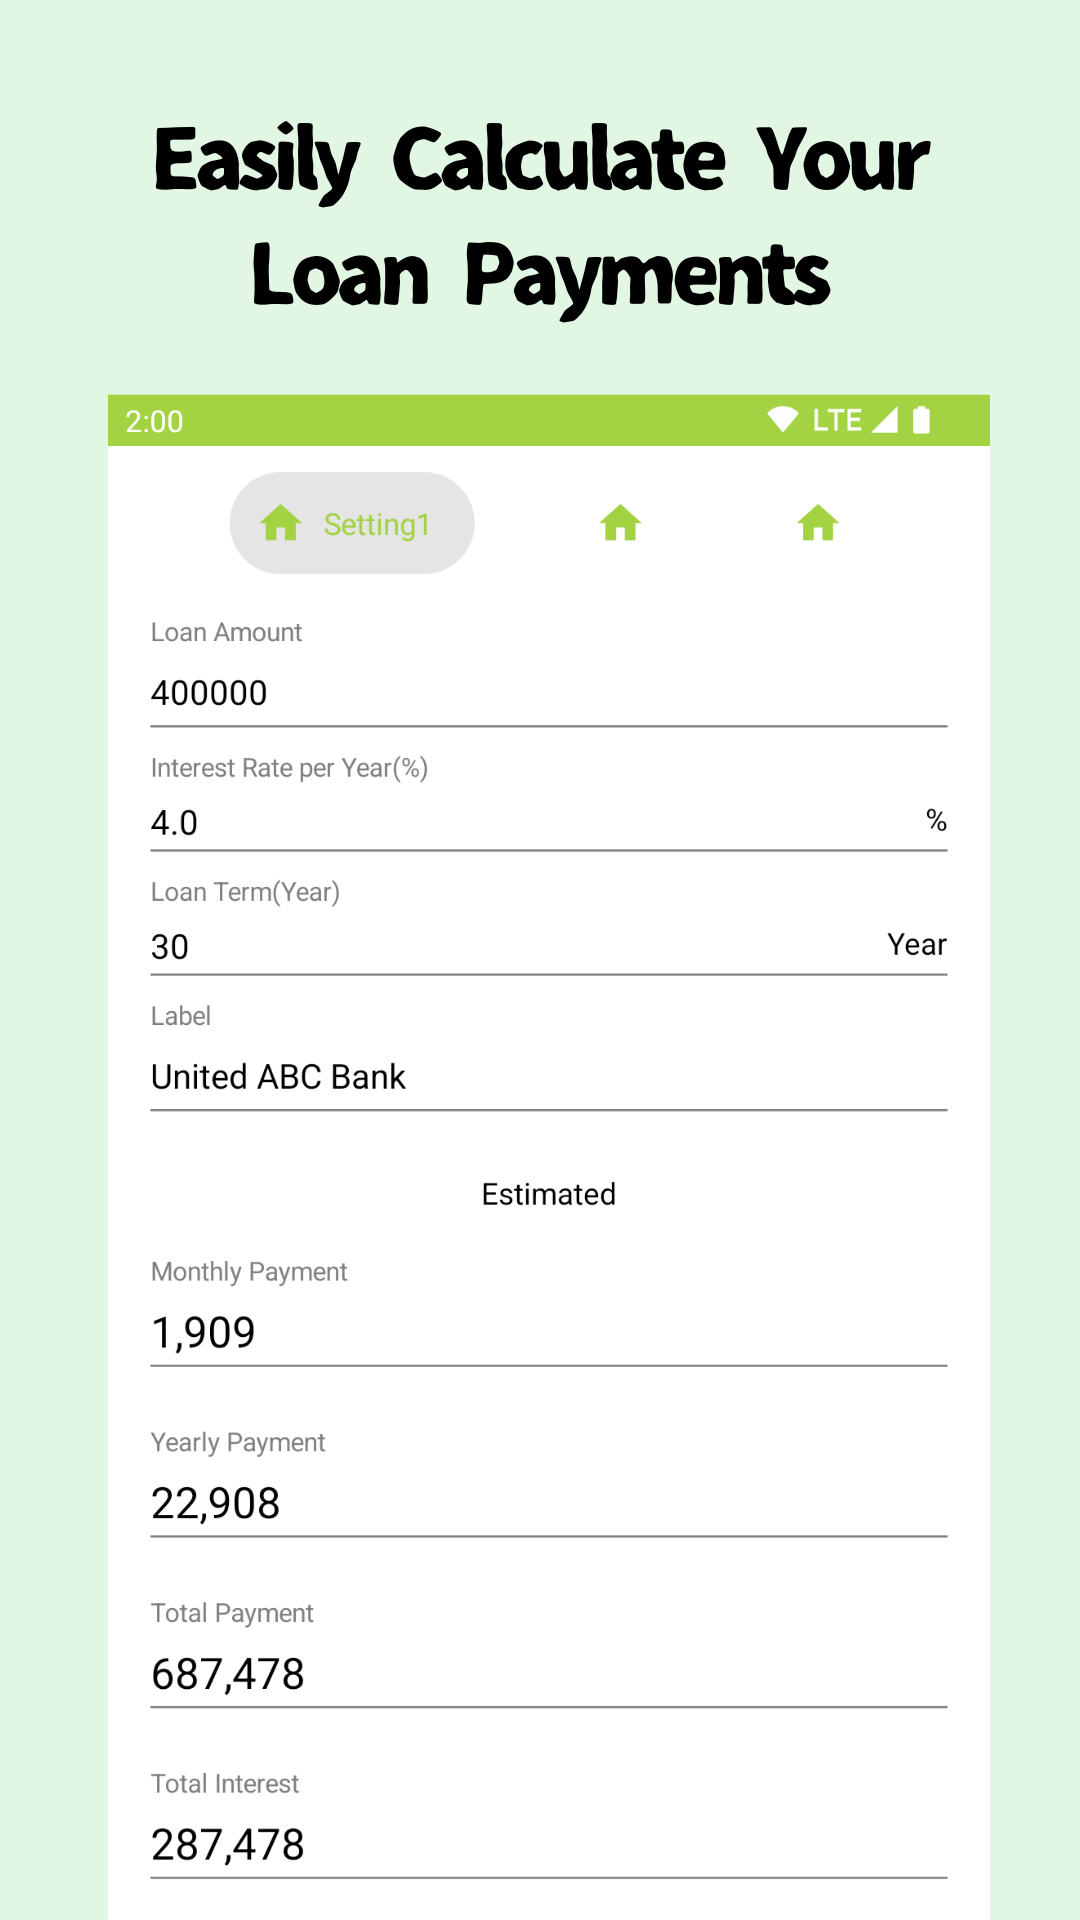 Easily Calculate Your
Loan Payments
2:00 LTE
Setting1
Loan Amount
400000
Interest Rate per Year(%)
4.0 %
Loan Term(Year)
30 Year
Label
United ABC Bank
Estimated
Monthly Payment
1,909
Yearly Payment
22,908
Total Payment
687,478
Total Interest
287,478